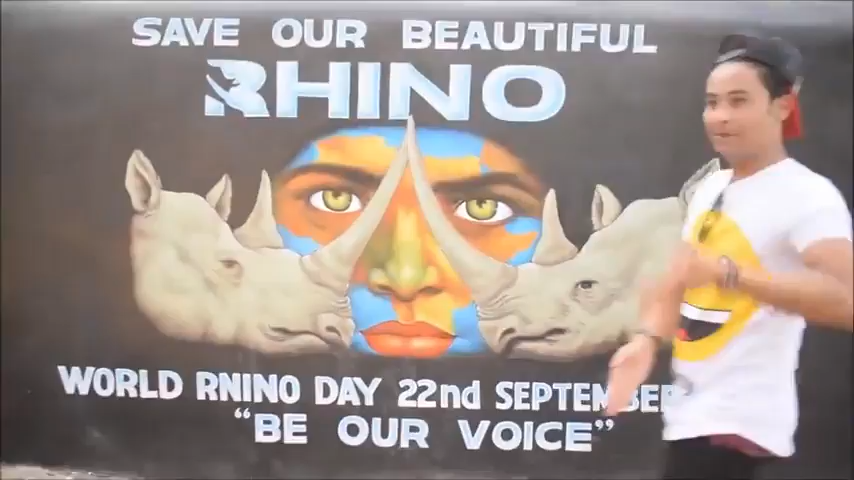 SAVE OUR BEAUTIFUL
RHINO
WORLD RNINO DAY 22nd SEPTEMBER
"BE OUR VOICE"